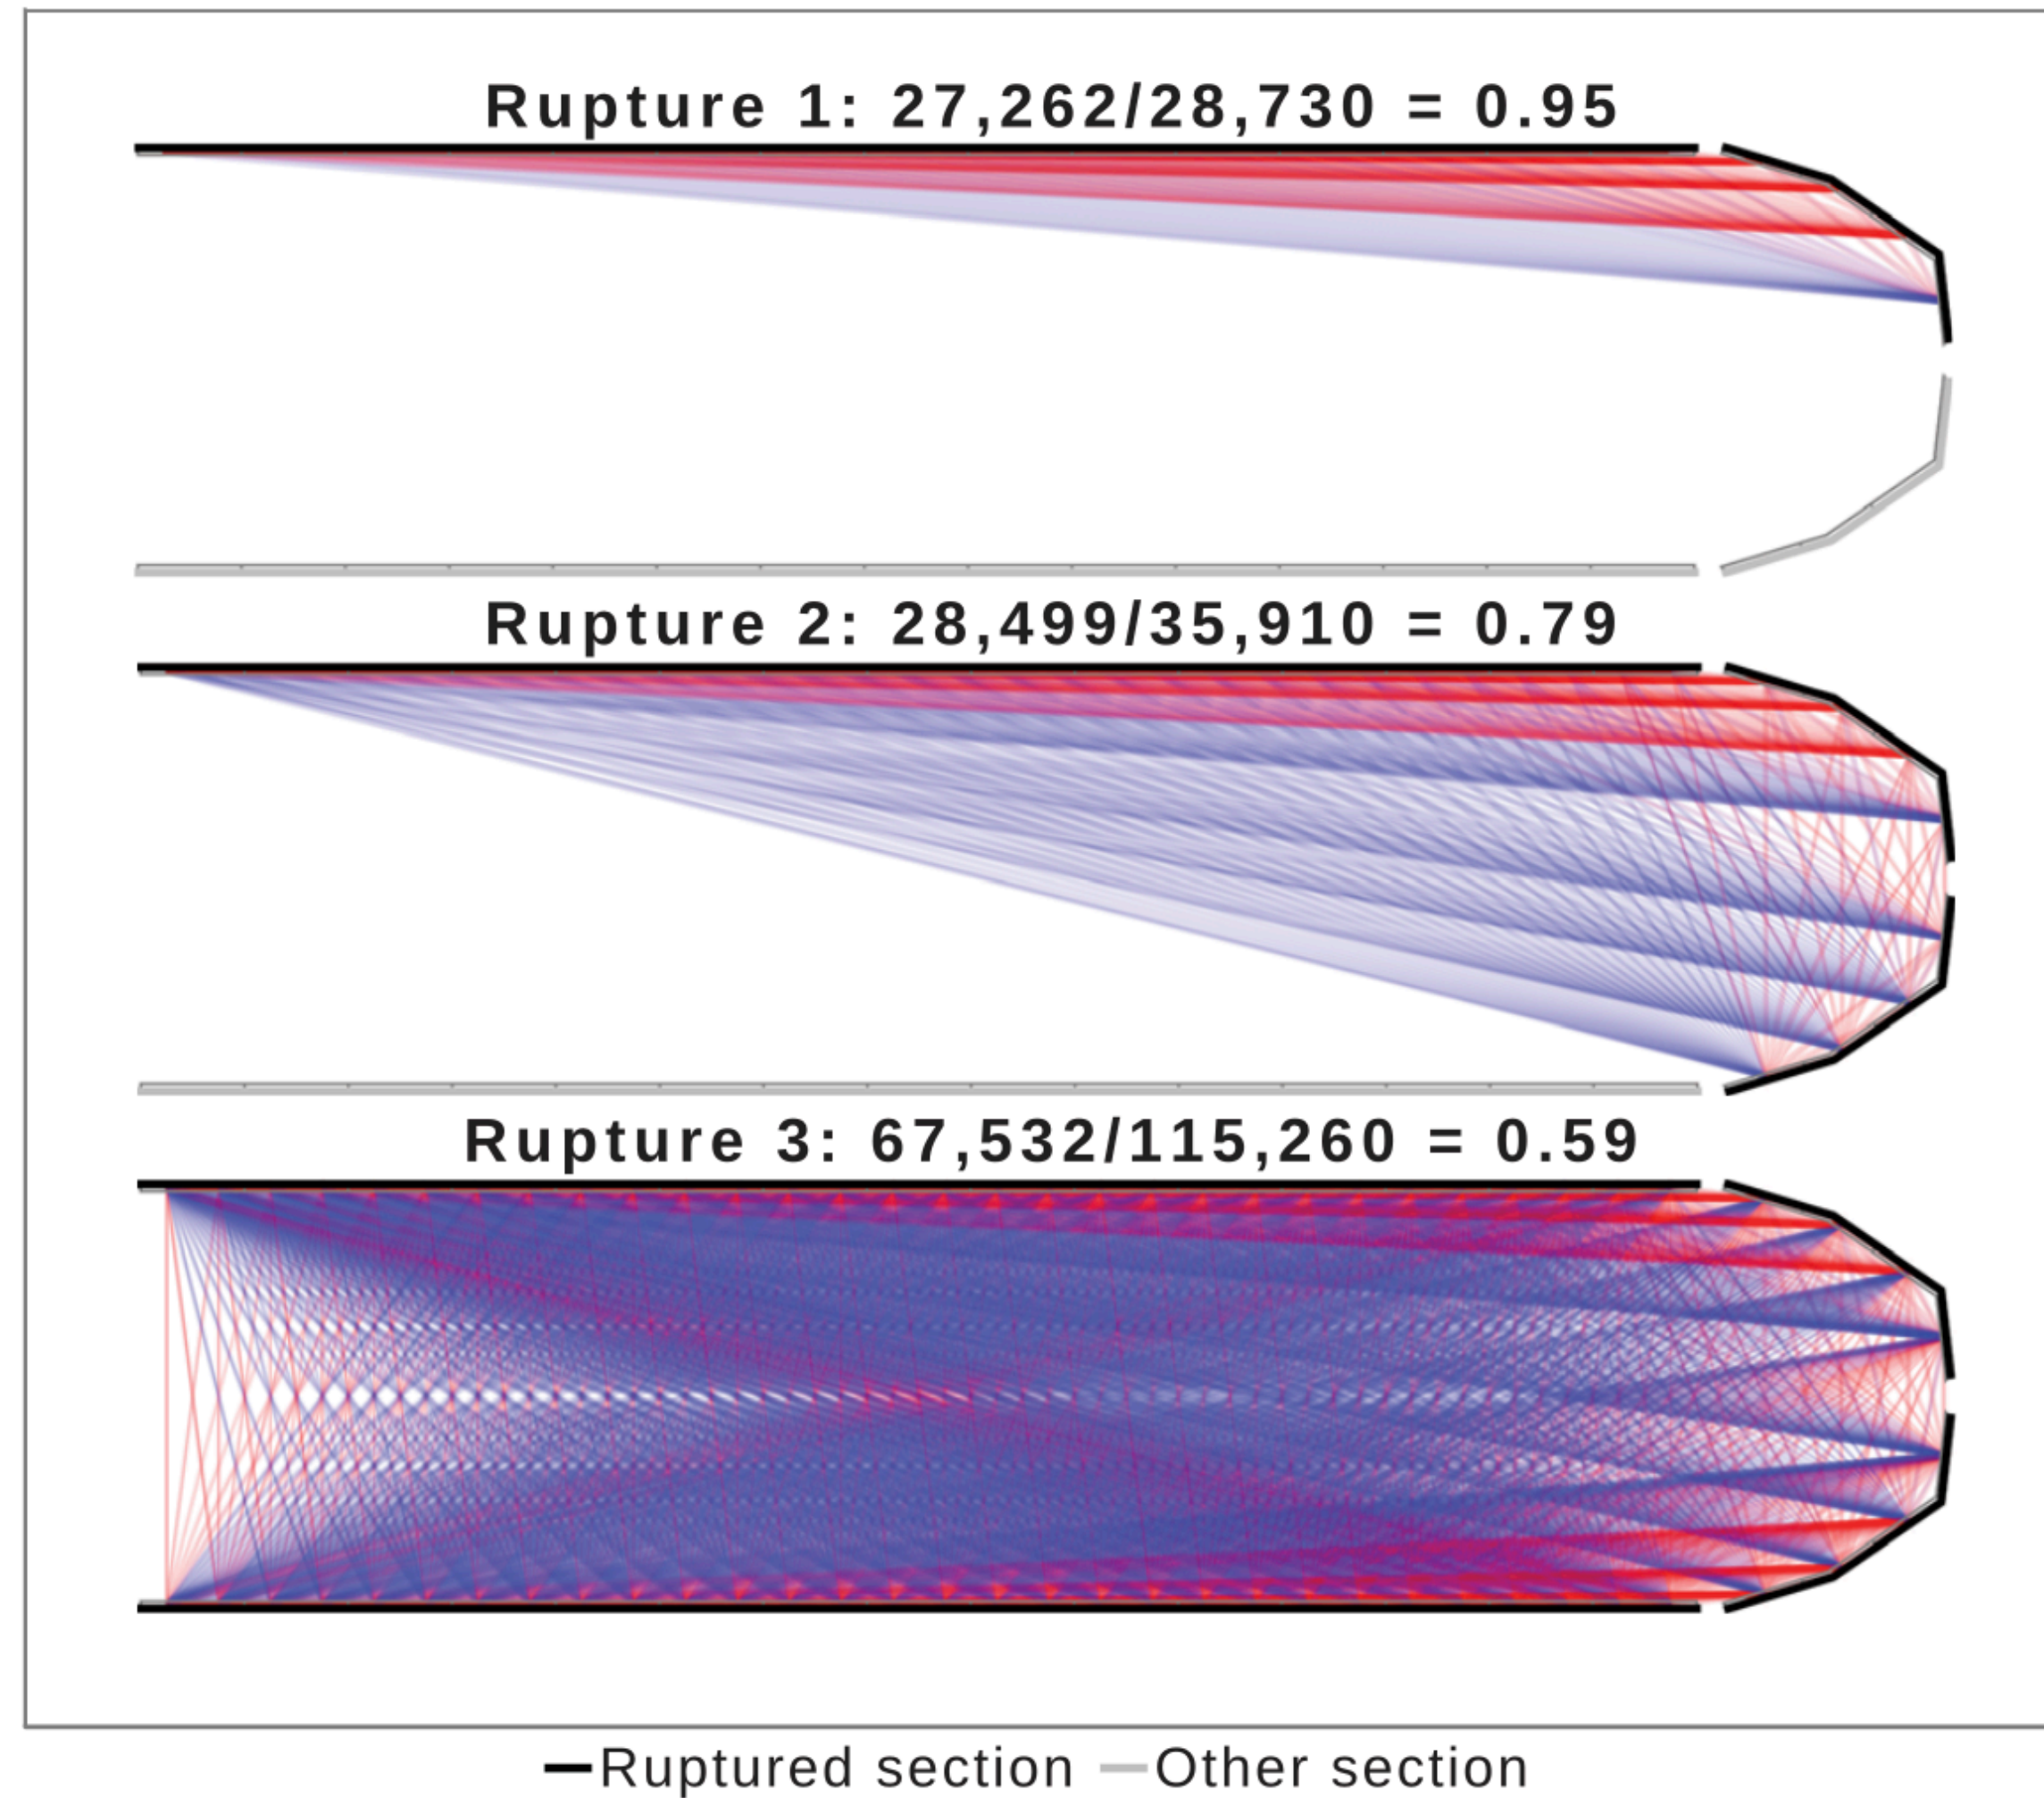 Rupture 1: 27,262/28,730 = 0.95
Rupture 2: 28,499/35,910 = 0.79
Rupture 3: 67,532/115,260 = 0.59
Ruptured section Other section